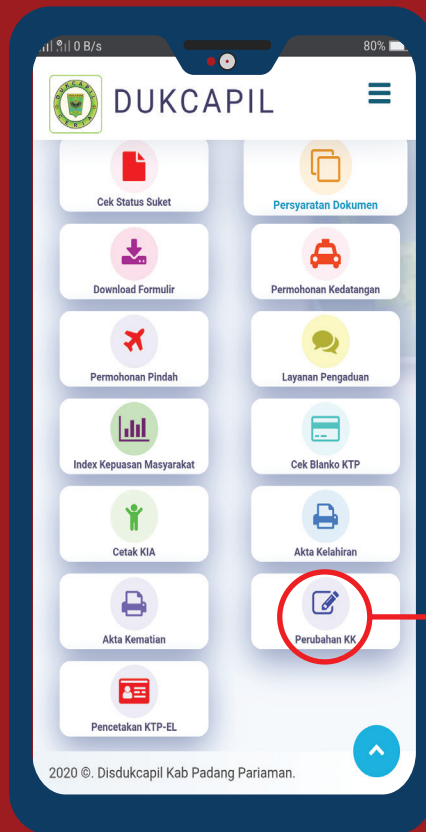 0 B/s 80%
DUKCAPIL
Cek Status Suket
Persyaratan Dokumen
Download Formulir
Permohonan Kedatangan
Permohonan Pindah
Layanan Pengaduan
Index Kepuasan Masyarakat
Cek Blanko KTP
Cetak KIA
Akta Kelahiran
Akta Kematian
Perubahan KK
Pencetakan KTP-EL
2020 ©. Disdukcapil Kab Padang Pariaman.